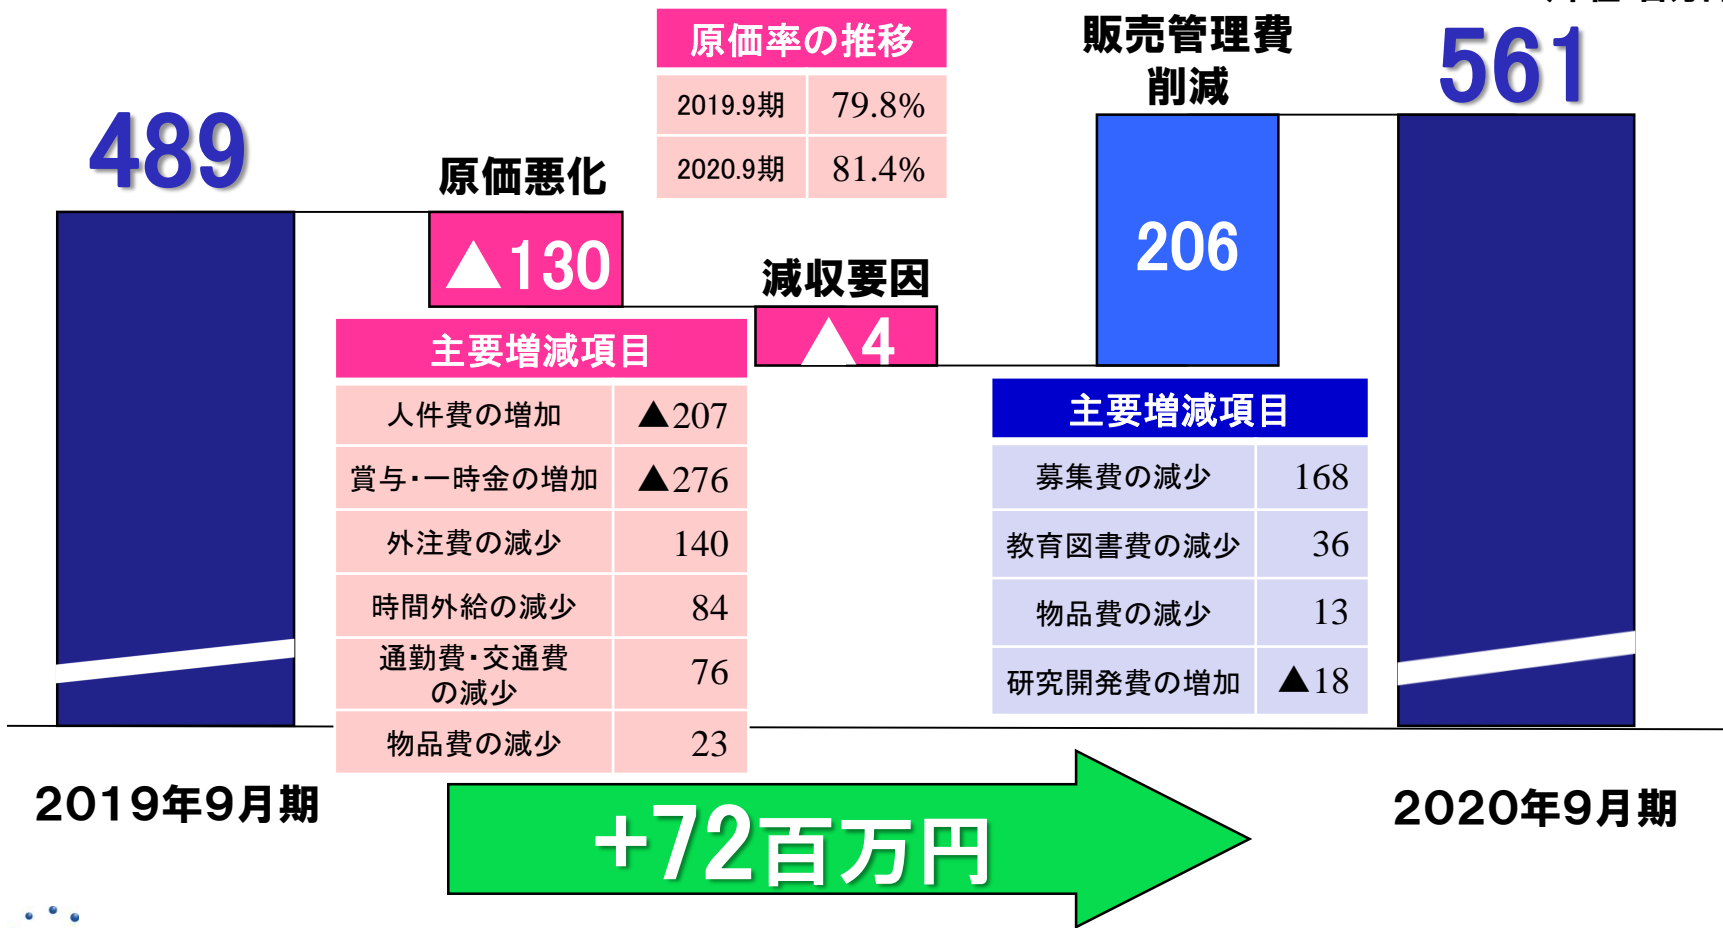 原価率の推移
2019.9期 79.8%
2020.9期 81.4%
販売管理費
削減
561
489
原価悪化
▲130
減収要因
▲4
206
主要増減項目
人件費の増加 ▲207
賞与・一時金の増加 ▲276
外注費の減少 140
時間外給の減少 84
通勤費・交通費
の減少 76
物品費の減少 23
主要増減項目
募集費の減少 168
教育図書費の減少 36
物品費の減少 13
研究開発費の増加 ▲18
2019年9月期
2020年9月期
+72百万円